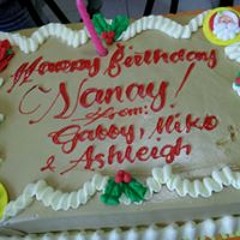 Happy Birthday
Nanay!
From:
Gabby, Miko
& Ashleigh